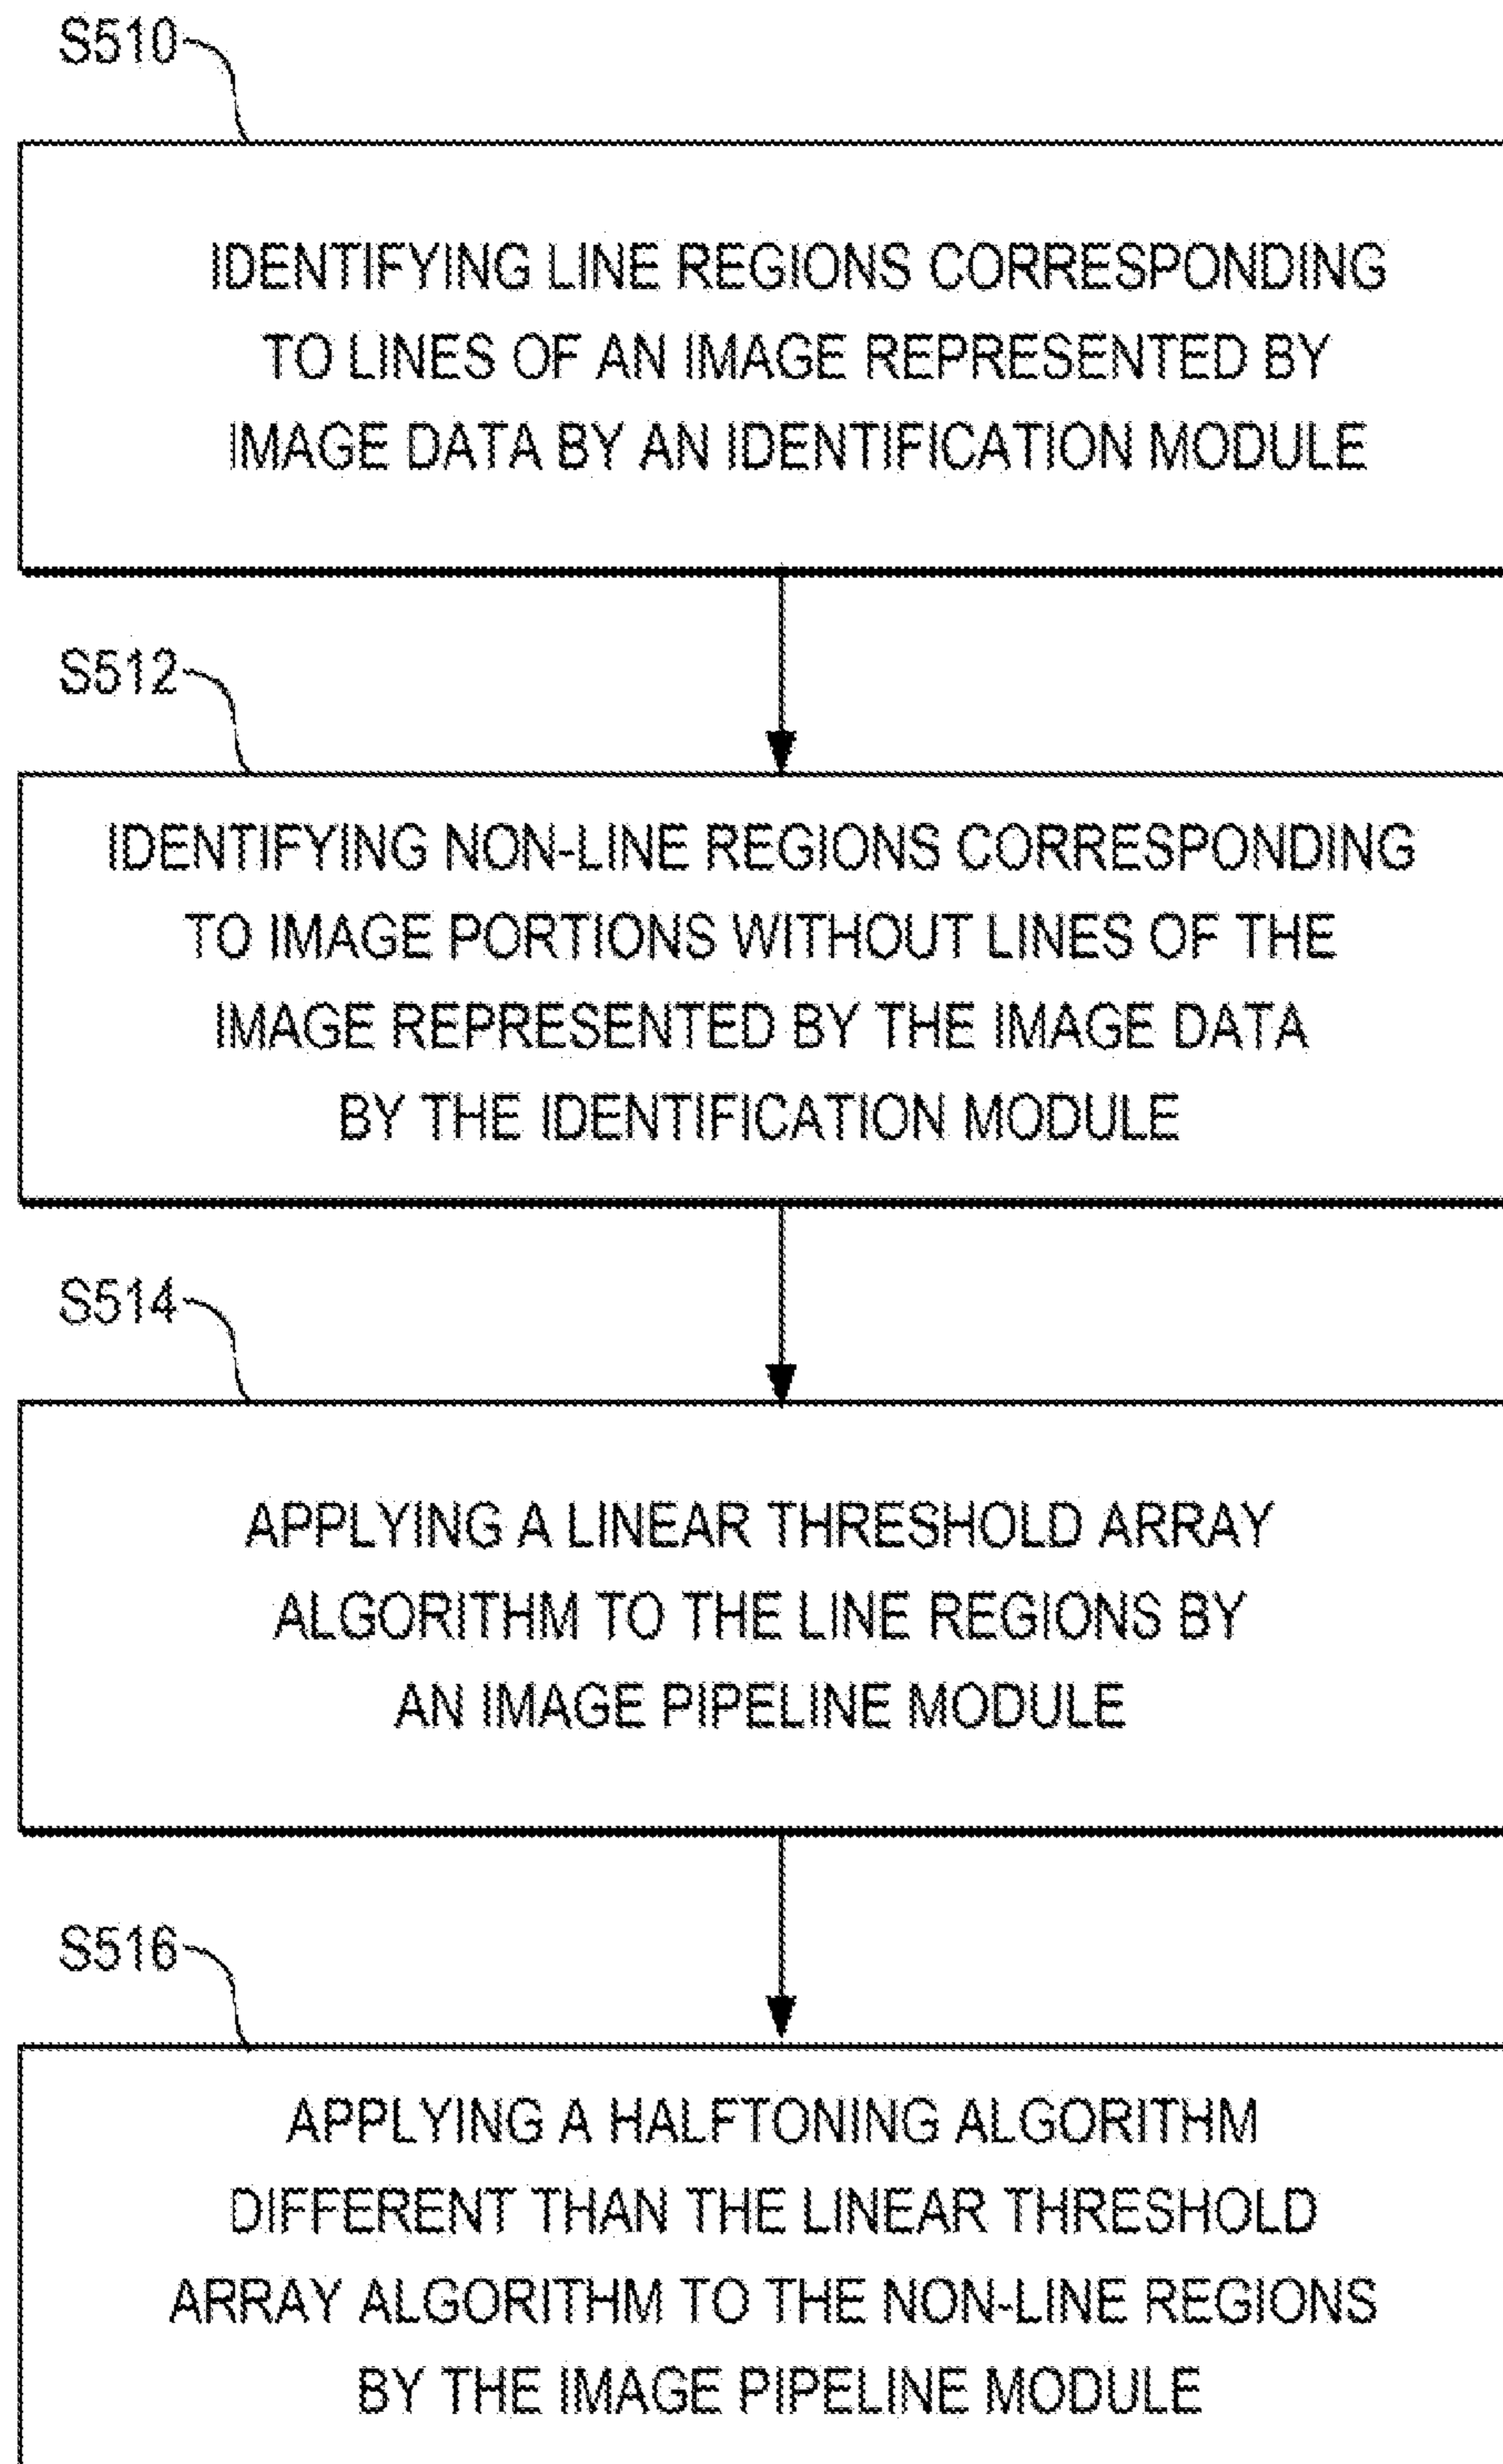 S510
IDENTIFYING LINE REGIONS CORRESPONDING
TO LINES OF AN IMAGE REPRESENTED BY
IMAGE DATA BY AN IDENTIFICATION MODULE
S512
IDENTIFYING NON-LINE REGIONS CORRESPONDING
TO IMAGE PORTIONS WITHOUT LINES OF THE
IMAGE REPRESENTED BY THE IMAGE DATA
BY THE IDENTIFICATION MODULE
S514
APPLYING A LINEAR THRESHOLD ARRAY
ALGORITHM TO THE LINE REGIONS BY
AN IMAGE PIPELINE MODULE
S516
APPLYING A HALFTONING ALGORITHM
DIFFERENT THAN THE LINEAR THRESHOLD
ARRAY ALGORITHM TO THE NON-LINE REGIONS
BY THE IMAGE PIPELINE MODULE